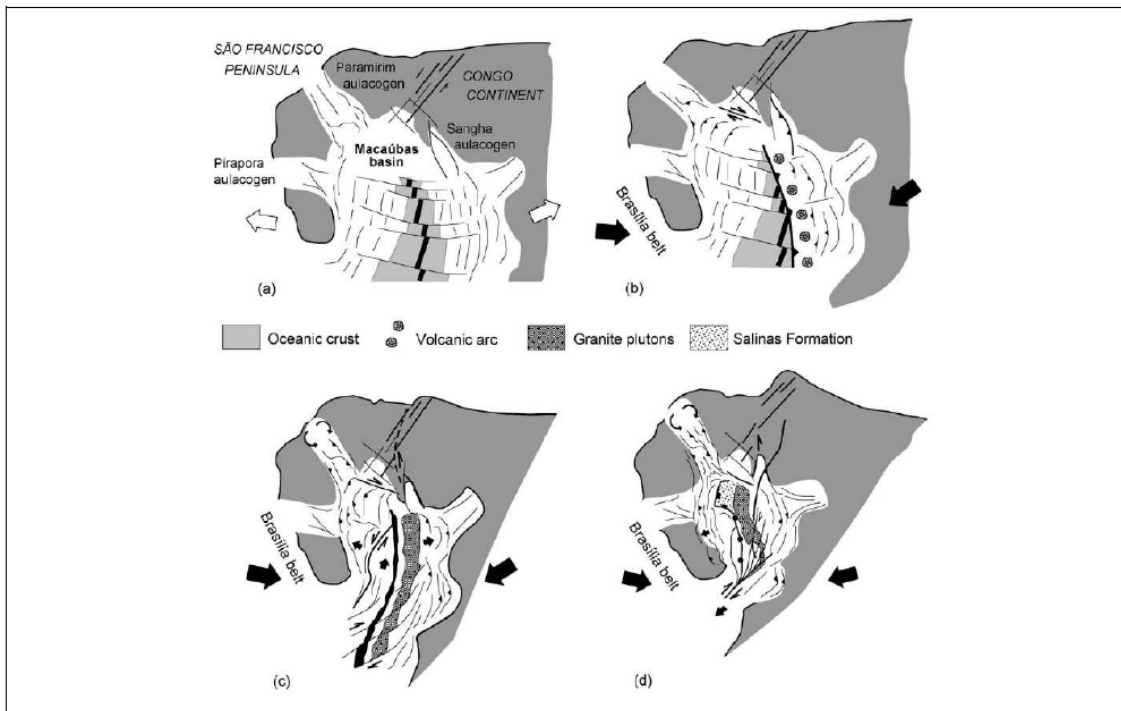 SÃO FRANCISCO
PENINSULA
Paramirim
aulacogen
CONGO
CONTINENT
Sangha
aulacogen
Macaúbas
basin
Pirapora
aulacogen
(a)
Brasília belt
(b)
Oceanic crust
Volcanic arc
Granite plutons
Salinas Formation
Brasília belt
(c)
Brasília belt
(d)